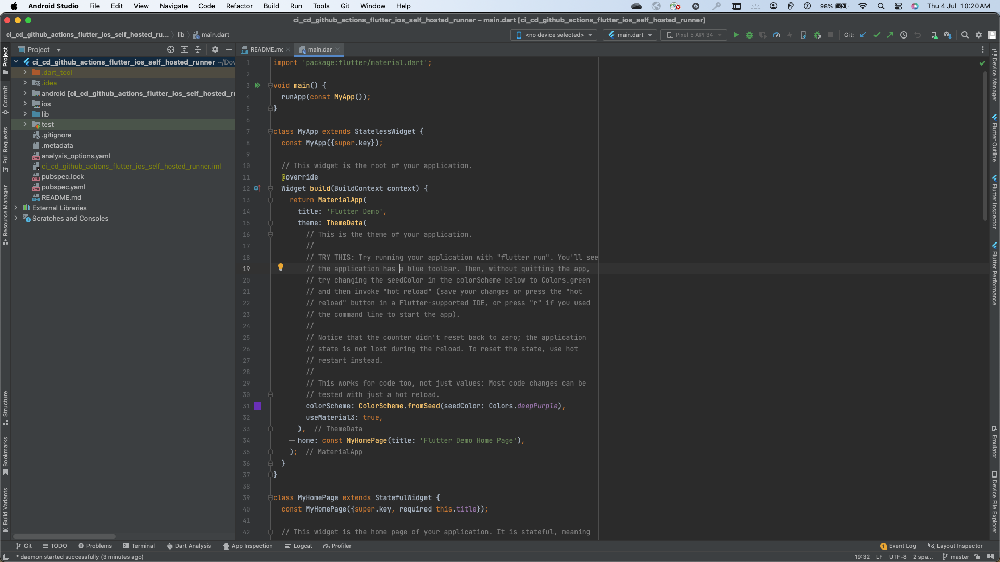 Android Studio File Edit View Navigate Code Refactor Build Run Tools Git Window Help 98% Thu 4 Jul 10:20 AM
ci_cd_github_actions_flutter_ios_self_hosted_runner – main.dart [ci_cd_github_actions_flutter_ios_self_hosted_runner]
ci_cd_github_actions_flutter_ios_self_hosted_ru... lib main.dart <no device selected> main.dart Pixel 5 API 34 Git:
Project
README.mc main.dar
ci_cd_github_actions_flutter_ios_self_hosted_runner ~/Dov
.dart_tool
.idea
android [ci_cd_github_actions_flutter_ios_self_hosted_ru
ios
lib
test
.gitignore
.metadata
analysis_options.yaml
ci_cd_github_actions_flutter_ios_self_hosted_runner.iml
pubspec.lock
pubspec.yaml
README.md
External Libraries
Scratches and Consoles
Project
Commit
Pull Requests
Resource Manager
Structure
Bookmarks
Build Variants
1 import 'package:flutter/material.dart';
2
3 void main() {
4 runApp(const MyApp());
5 }
6
7 class MyApp extends StatelessWidget {
8 const MyApp({super.key});
9
10 // This widget is the root of your application.
11 @override
12 Widget build(BuildContext context) {
13 return MaterialApp(
14 title: 'Flutter Demo',
15 theme: ThemeData(
16 // This is the theme of your application.
17 //
18 // TRY THIS: Try running your application with "flutter run". You'll see
19 // the application has a blue toolbar. Then, without quitting the app,
20 // try changing the seedColor in the colorScheme below to Colors.green
21 // and then invoke "hot reload" (save your changes or press the "hot
22 // reload" button in a Flutter-supported IDE, or press "r" if you used
23 // the command line to start the app).
24 //
25 // Notice that the counter didn't reset back to zero; the application
26 // state is not lost during the reload. To reset the state, use hot
27 // restart instead.
28 //
29 // This works for code too, not just values: Most code changes can be
30 // tested with just a hot reload.
31 colorScheme: ColorScheme.fromSeed(seedColor: Colors.deepPurple),
32 useMaterial3: true,
33 ), // ThemeData
34 home: const MyHomePage(title: 'Flutter Demo Home Page'),
35 ); // MaterialApp
36 }
37 }
38
39 class MyHomePage extends StatefulWidget {
40 const MyHomePage({super.key, required this.title});
41
42 // This widget is the home page of your application. It is stateful, meaning
Device Manager
Flutter Outline
Flutter Inspector
Flutter Performance
Emulator
Device File Explorer
Git TODO Problems Terminal Dart Analysis App Inspection Logcat Profiler 1 Event Log Layout Inspector
* daemon started successfully (3 minutes ago) 19:32 LF UTF-8 2 spa... master